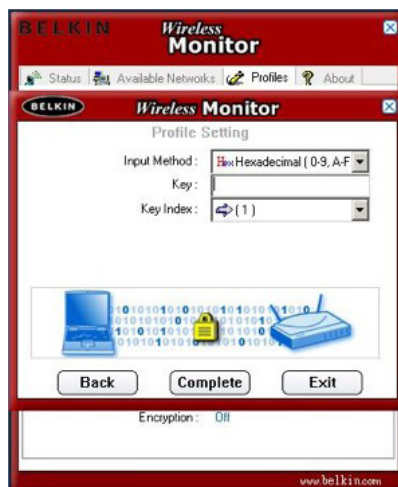 BELKIN Wireless Monitor
Status Available Networks Profiles ? About
BELKIN Wireless Monitor
Profile Setting
Input Method : Hex Hexadecimal ( 0-9, A-F
Key :
Key Index : ( 1 )
Back Complete Exit
Encryption : Off
www.belkin.com